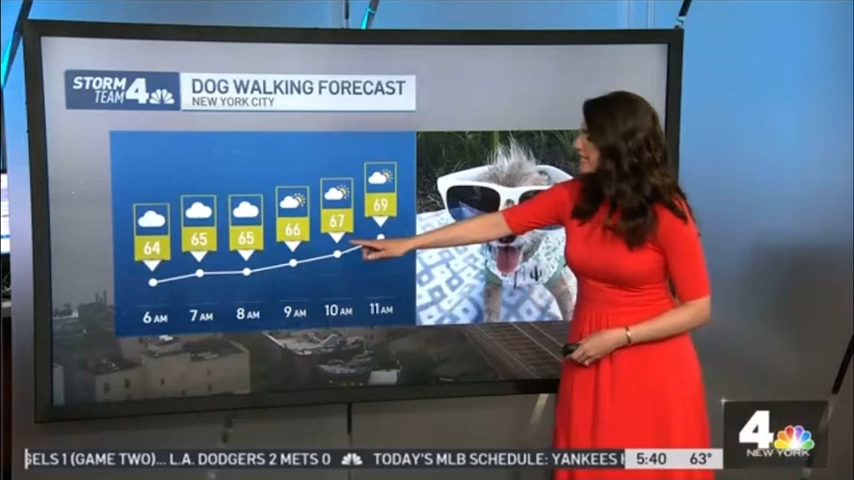 STORM TEAM 4
DOG WALKING FORECAST
NEW YORK CITY
64 65 65 66 67 69
6 AM 7 AM 8 AM 9 AM 10 AM 11 AM
4
NEW YORK
SELS 1 (GAME TWO)... L.A. DODGERS 2 METS 0 TODAY'S MLB SCHEDULE: YANKEES 5:40 63°